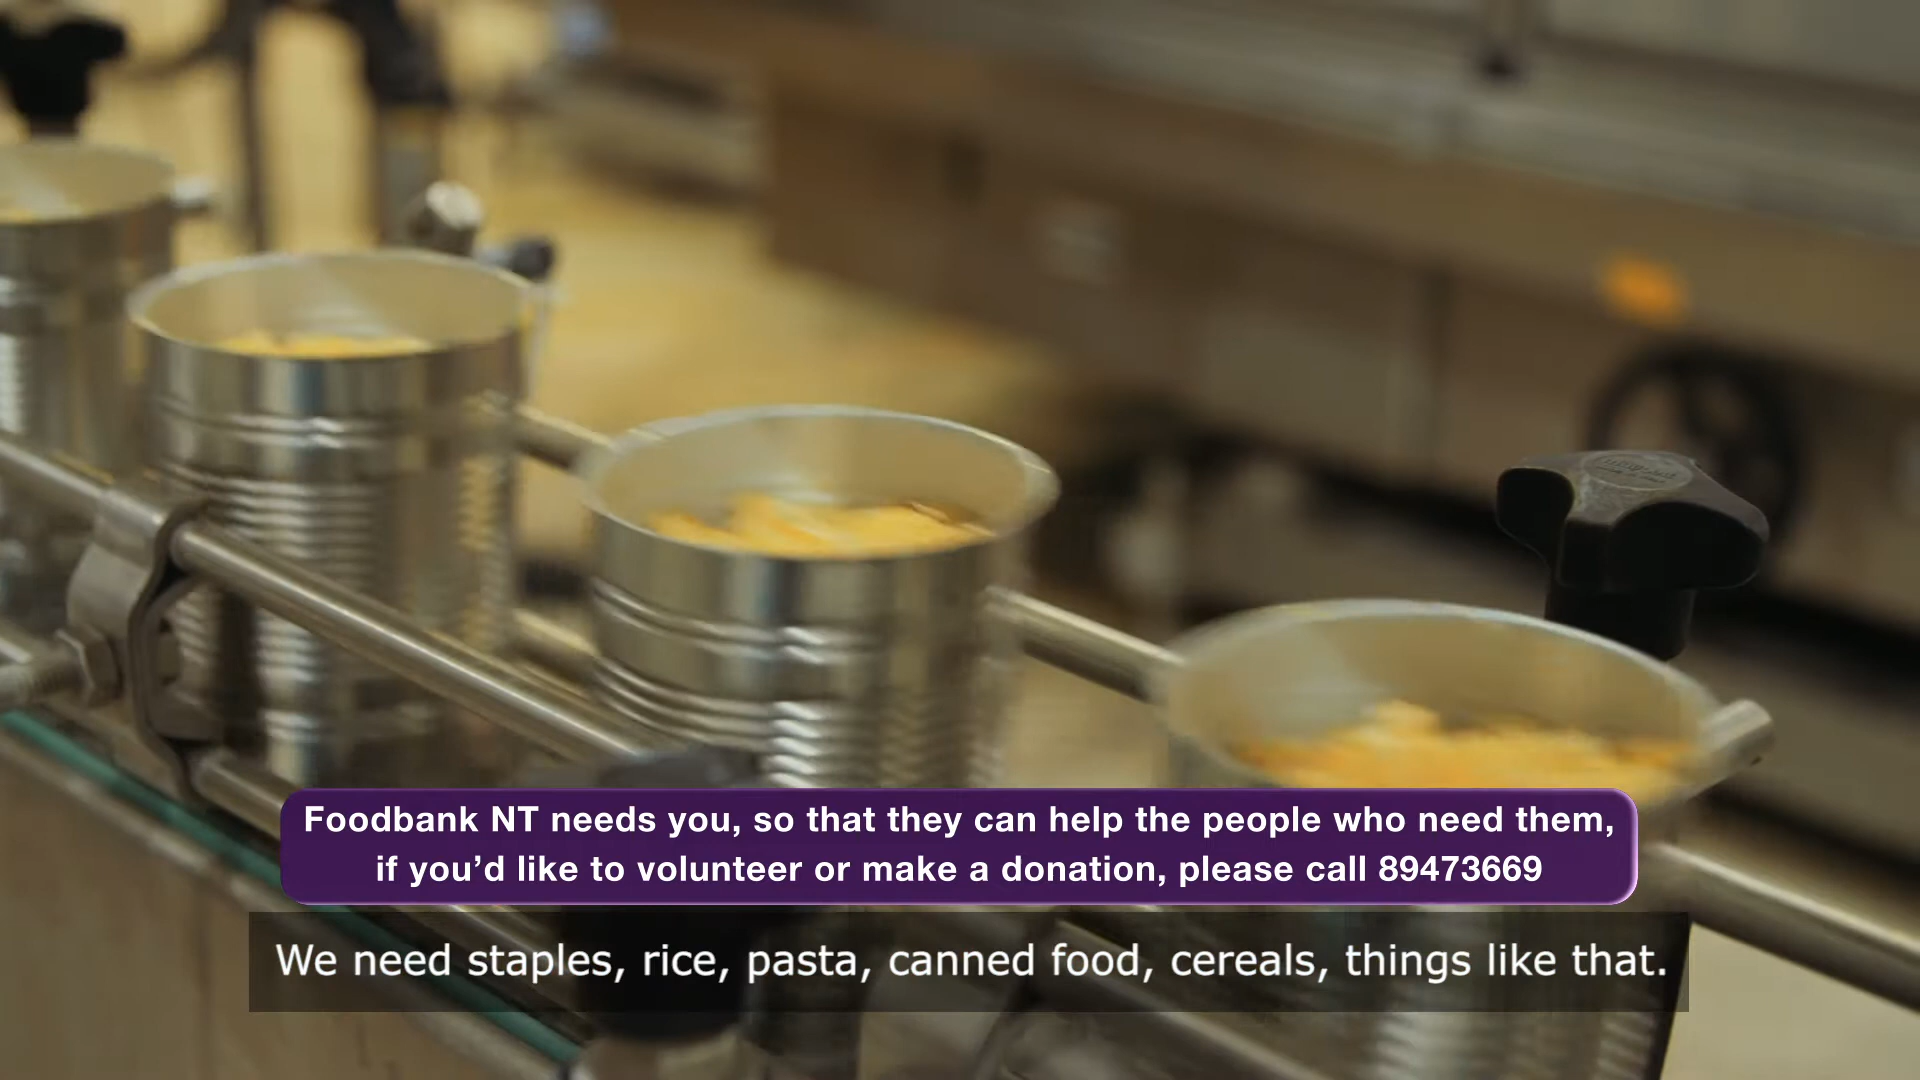 Foodbank NT needs you, so that they can help the people who need them,
if you’d like to volunteer or make a donation, please call 89473669
We need staples, rice, pasta, canned food, cereals, things like that.